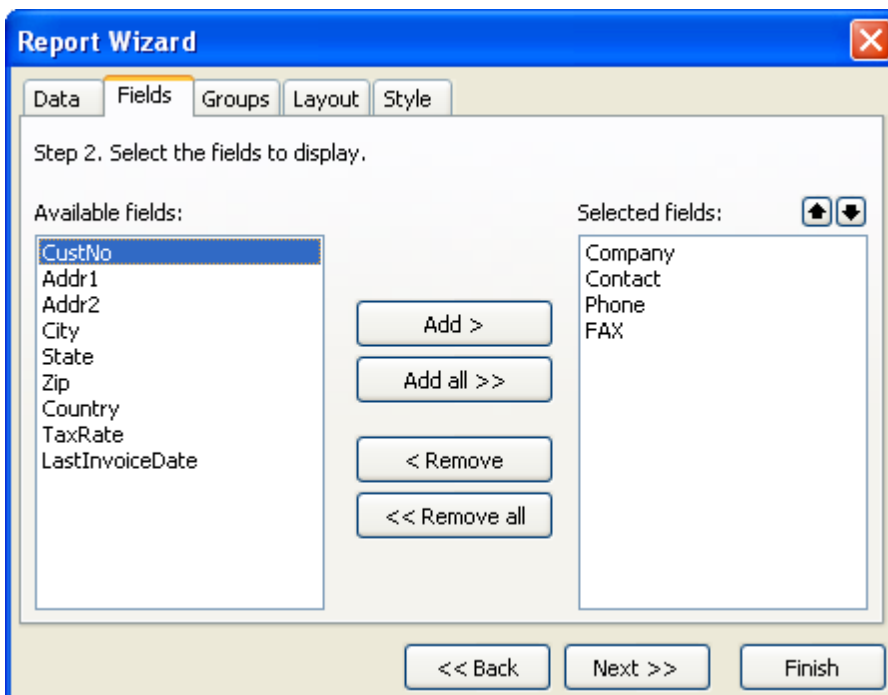 Report Wizard
Data Fields Groups Layout Style
Step 2. Select the fields to display.
Available fields:
CustNo
Addr1
Addr2
City
State
Zip
Country
TaxRate
LastInvoiceDate
Add >
Add all >>
< Remove
<< Remove all
Selected fields:
Company
Contact
Phone
FAX
<< Back Next >> Finish